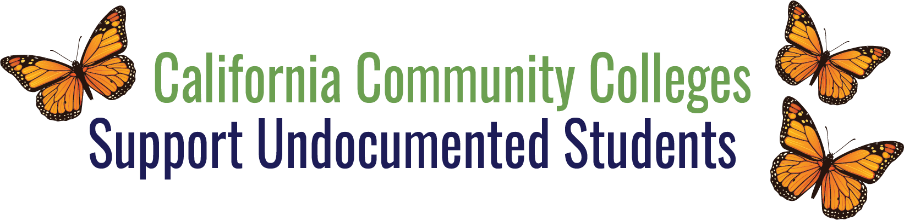 California Community Colleges
Support Undocumented Students